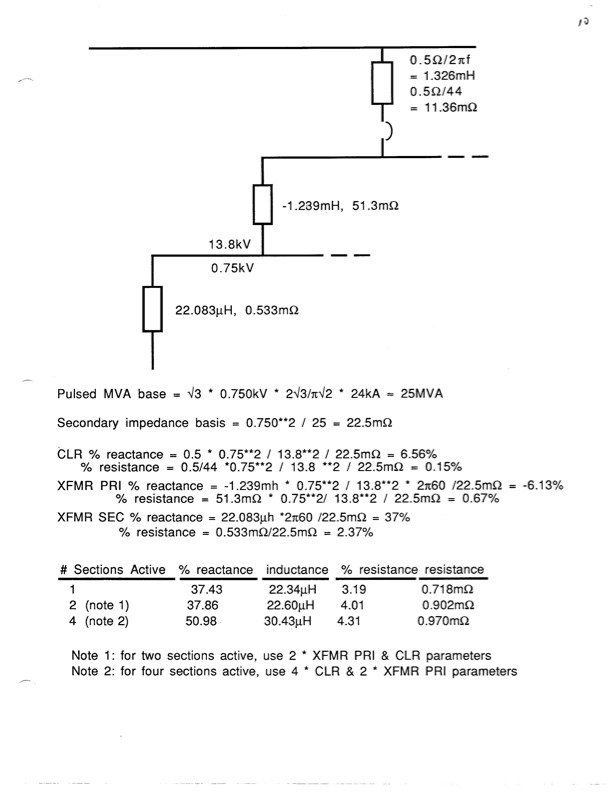 12
0.5Ω/2πf
= 1.326mH
0.5Ω/44
= 11.36mΩ
-1.239mH, 51.3mΩ
13.8kV
0.75kV
22.083μH, 0.533mΩ
Pulsed MVA base = √3 * 0.750kV * 2√3/π√2 * 24kA = 25MVA
Secondary impedance basis = 0.750**2 / 25 = 22.5mΩ
CLR % reactance = 0.5 * 0.75**2 / 13.8**2 / 22.5mΩ = 6.56%
% resistance = 0.5/44 *0.75**2 / 13.8 **2 / 22.5mΩ = 0.15%
XFMR PRI % reactance = -1.239mh * 0.75**2 / 13.8**2 * 2π60 /22.5mΩ = -6.13%
% resistance = 51.3mΩ * 0.75**2/ 13.8**2 / 22.5mΩ = 0.67%
XFMR SEC % reactance = 22.083μh *2π60 /22.5mΩ = 37%
% resistance = 0.533mΩ/22.5mΩ = 2.37%
# Sections Active % reactance inductance % resistance resistance
1 37.43 22.34μH 3.19 0.718mΩ
2 (note 1) 37.86 22.60μH 4.01 0.902mΩ
4 (note 2) 50.98 30.43μH 4.31 0.970mΩ
Note 1: for two sections active, use 2 * XFMR PRI & CLR parameters
Note 2: for four sections active, use 4 * CLR & 2 * XFMR PRI parameters